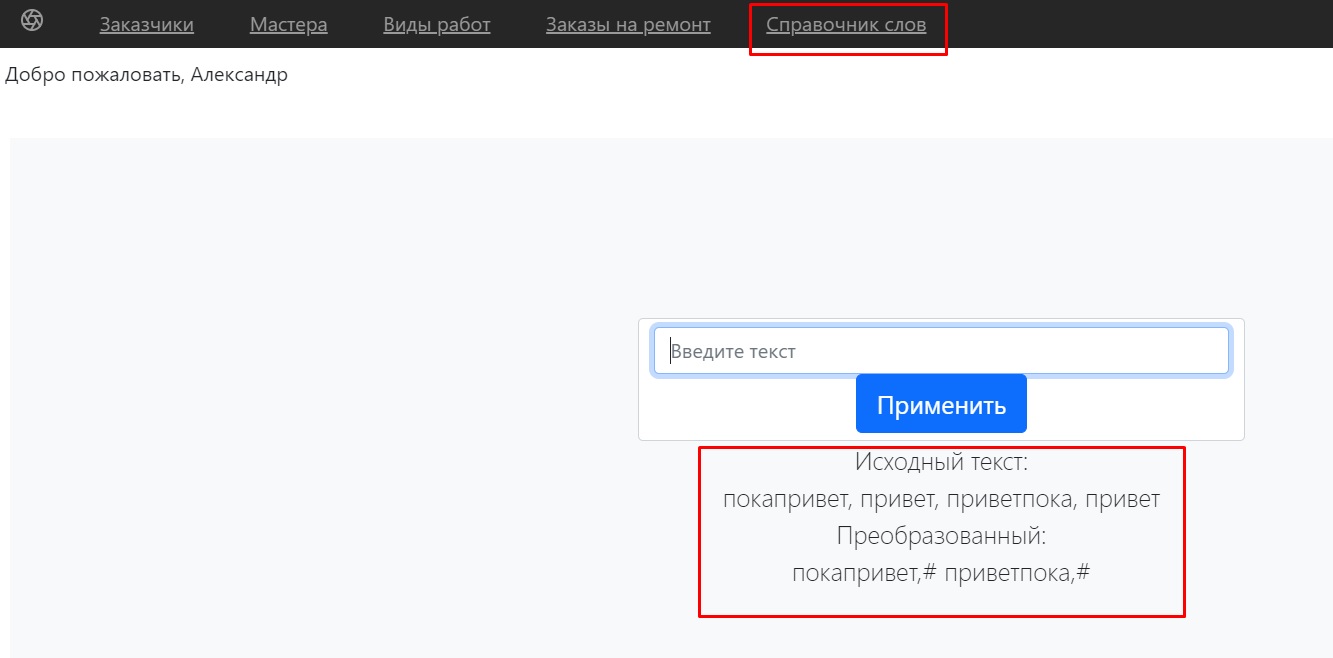 Заказчики Мастера Виды работ Заказы на ремонт Справочник слов
Добро пожаловать, Александр
Введите текст
Применить
Исходный текст:
покапривет, привет, приветпока, привет
Преобразованный:
покапривет,# приветпока,#